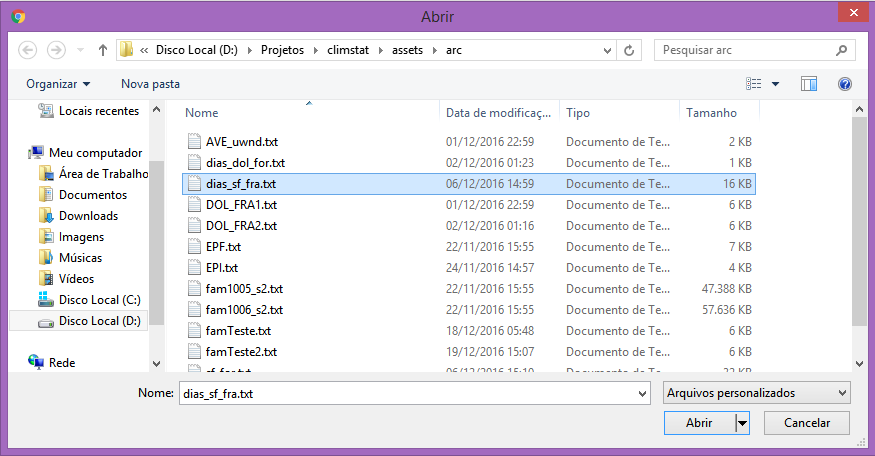 Abrir
« Disco Local (D:) Projetos climstat assets arc Pesquisar arc
Organizar Nova pasta
Nome Data de modificaç... Tipo Tamanho
Locais recentes
Meu computador
Área de Trabalho
Documentos
Downloads
Imagens
Músicas
Vídeos
Disco Local (C:)
Disco Local (D:)
Rede
AVE_uwnd.txt 01/12/2016 22:59 Documento de Te... 2 KB
dias_dol_for.txt 02/12/2016 01:23 Documento de Te... 1 KB
dias_sf_fra.txt 06/12/2016 14:59 Documento de Te... 16 KB
DOL_FRA1.txt 01/12/2016 22:59 Documento de Te... 6 KB
DOL_FRA2.txt 02/12/2016 01:16 Documento de Te... 6 KB
EPF.txt 22/11/2016 15:55 Documento de Te... 7 KB
EPI.txt 24/11/2016 14:57 Documento de Te... 4 KB
fam1005_s2.txt 22/11/2016 15:55 Documento de Te... 47.388 KB
fam1006_s2.txt 22/11/2016 15:55 Documento de Te... 57.636 KB
famTeste.txt 18/12/2016 05:48 Documento de Te... 6 KB
famTeste2.txt 19/12/2016 15:07 Documento de Te... 6 KB
Nome: dias_sf_fra.txt Arquivos personalizados
Abrir Cancelar